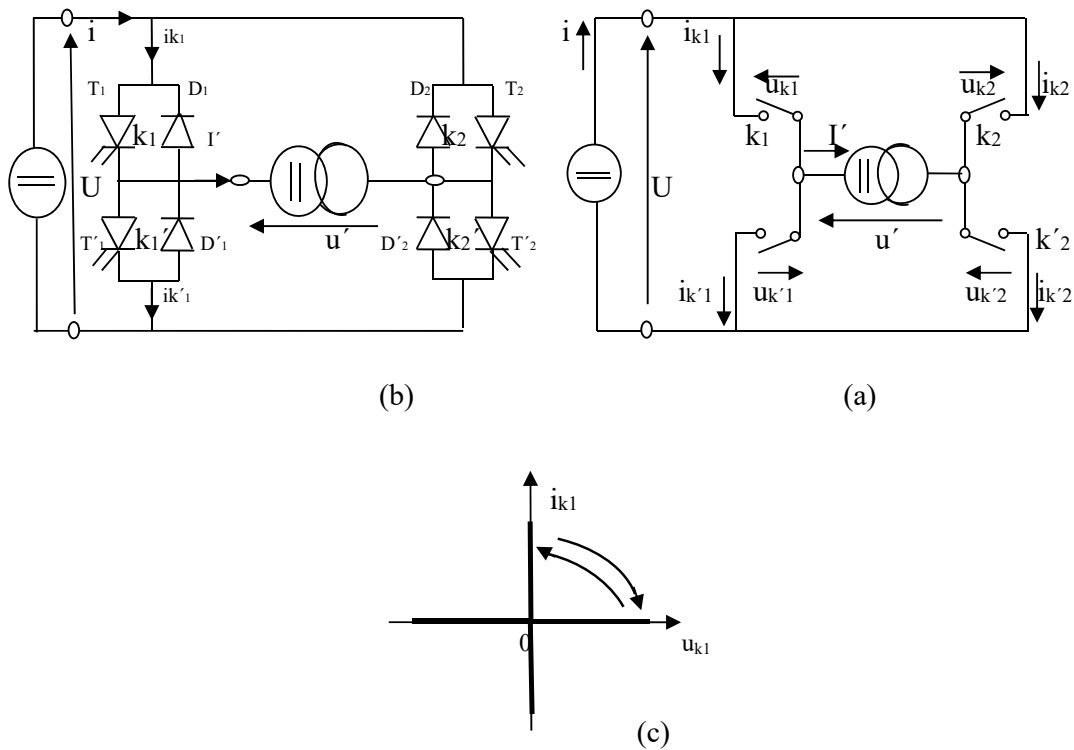 i
ik₁
T₁
D₁
D₂
T₂
k₁
I´
k₂
U
u´
T´₁
k₁´
D´₁
D´₂
k₂´
T´₂
ik´₁
(b)
i
iₖ₁
uₖ₁
uₖ₂
iₖ₂
k₁
I´
k₂
U
u´
k´₂
iₖ´₁
uₖ´₁
uₖ´₂
iₖ´₂
(a)
iₖ₁
0
uₖ₁
(c)